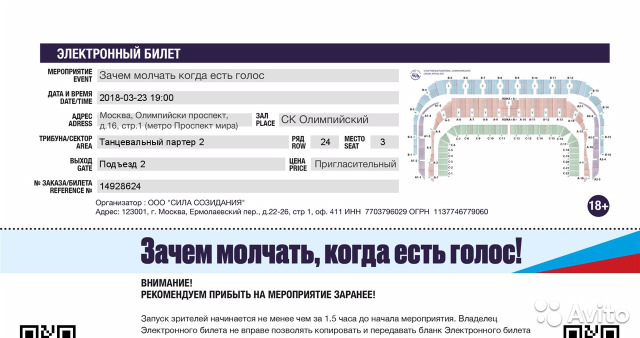 ЭЛЕКТРОННЫЙ БИЛЕТ
МЕРОПРИЯТИЕ
EVENT
Зачем молчать когда есть голос
ДАТА И ВРЕМЯ
DATE/TIME
2018-03-23 19:00
АДРЕС
ADRESS
Москва, Олимпийски проспект,
д.16, стр.1 (метро Проспект мира)
ЗАЛ
PLACE
СК Олимпийский
ТРИБУНА/СЕКТОР
AREA
Танцевальный партер 2
РЯД
ROW
24
МЕСТО
SEAT
3
ВЫХОД
GATE
Подъезд 2
ЦЕНА
PRICE
Пригласительный
№ ЗАКАЗА/БИЛЕТА
REFERENCE №
14928624
Организатор : ООО "СИЛА СОЗИДАНИЯ"
Адрес: 123001, г. Москва, Ермолаевский пер., д.22-26, стр 1, оф. 411 ИНН 7703796029 ОГРН 1137746779060
18+
Зачем молчать, когда есть голос!
ВНИМАНИЕ!
РЕКОМЕНДУЕМ ПРИБЫТЬ НА МЕРОПРИЯТИЕ ЗАРАНЕЕ!
Запуск зрителей начинается не менее чем за 1.5 часа до начала мероприятия. Владелец
Электронного билета не вправе позволять копировать и передавать бланк Электронного билета
Avito